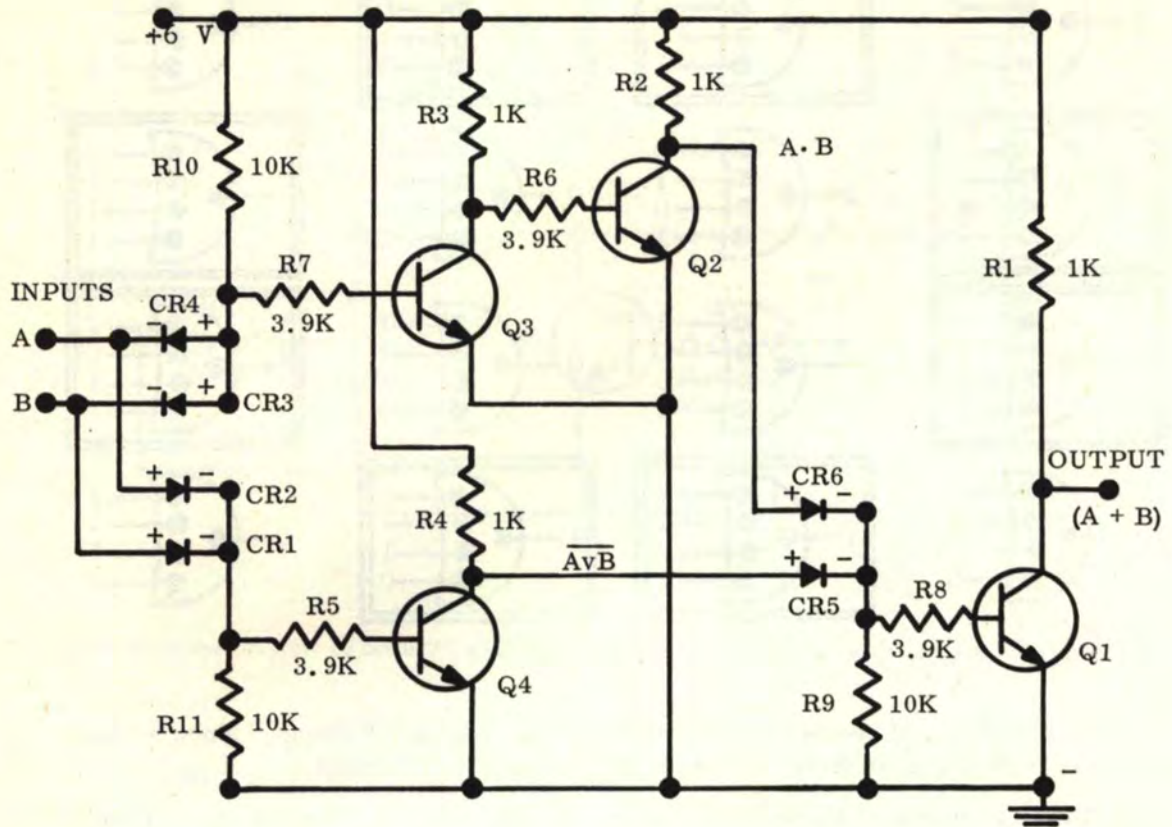 +6 V
R10
10K
R3
1K
R2
1K
A·B
R6
3.9K
Q2
R7
3.9K
Q3
R1
1K
INPUTS
A
CR4
- +
B
- +
CR3
+ -
CR2
+ -
CR1
R4
1K
A̅v̅B̅
CR6
+ -
+ -
CR5
OUTPUT
(A + B)
R5
3.9K
Q4
R8
3.9K
Q1
R11
10K
R9
10K
-